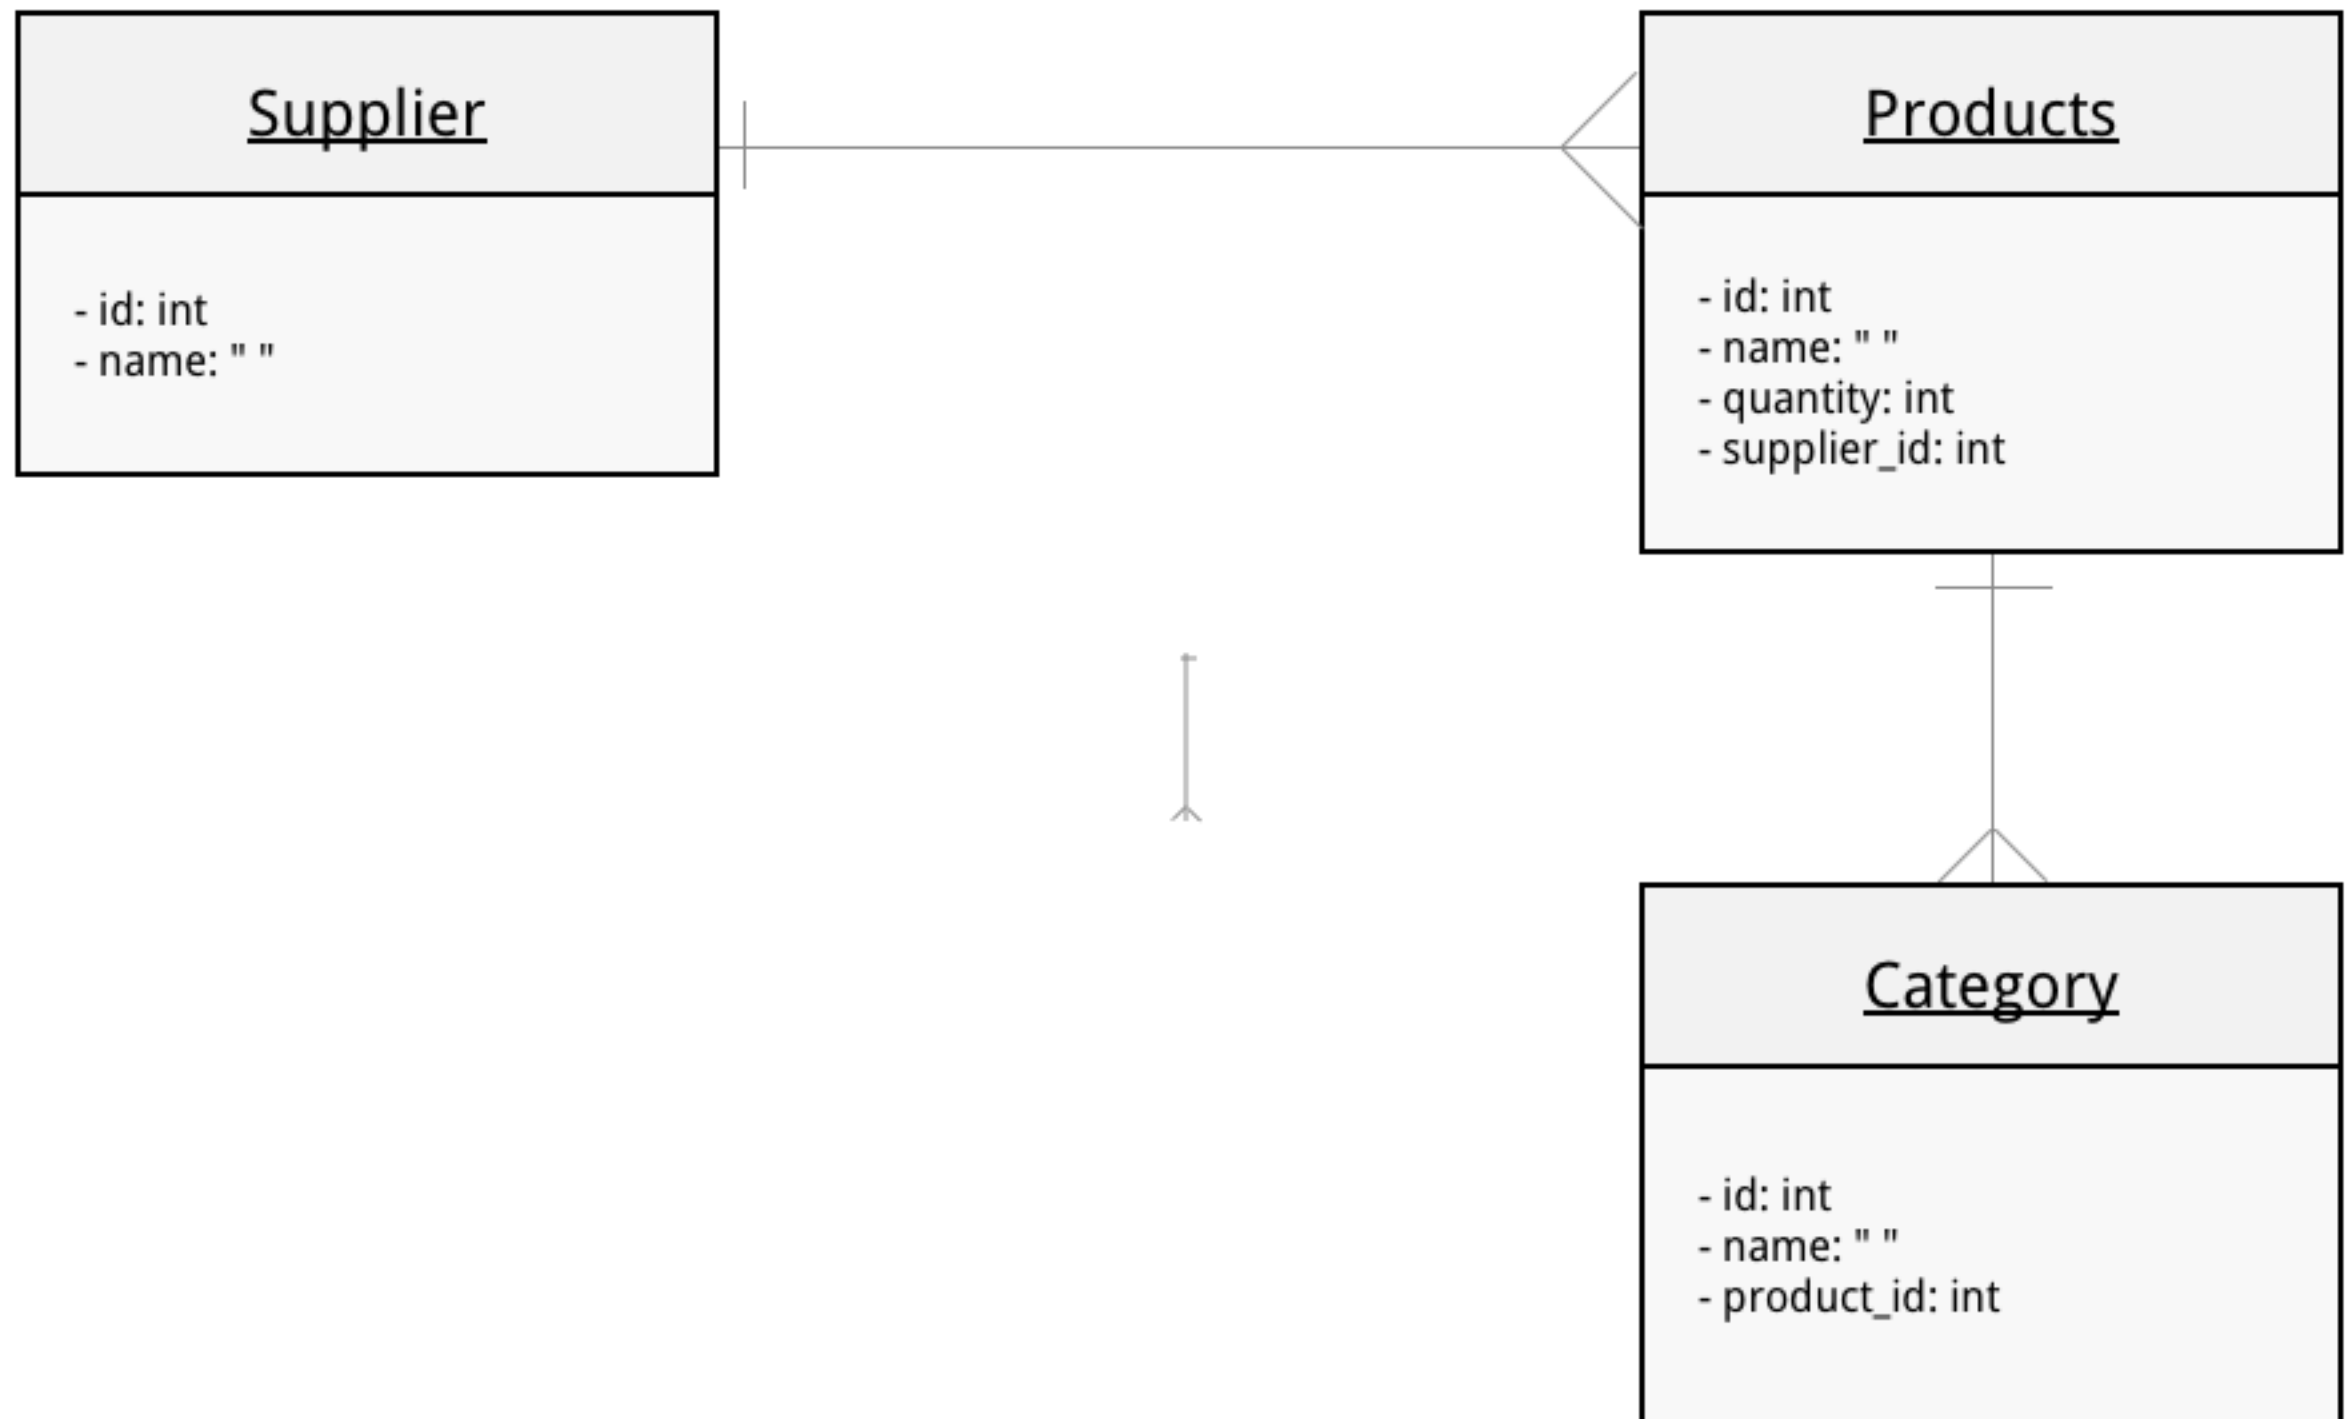 Supplier
- id: int
- name: " "
Products
- id: int
- name: " "
- quantity: int
- supplier_id: int
Category
- id: int
- name: " "
- product_id: int